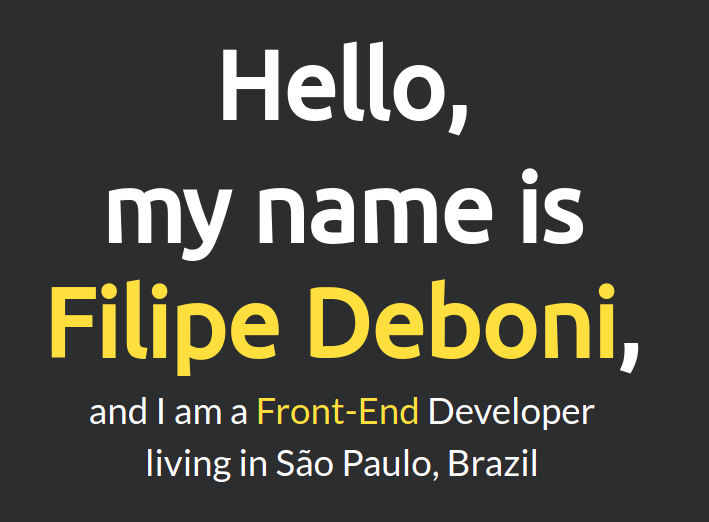 Hello,
my name is
Filipe Deboni,
and I am a Front-End Developer
living in São Paulo, Brazil